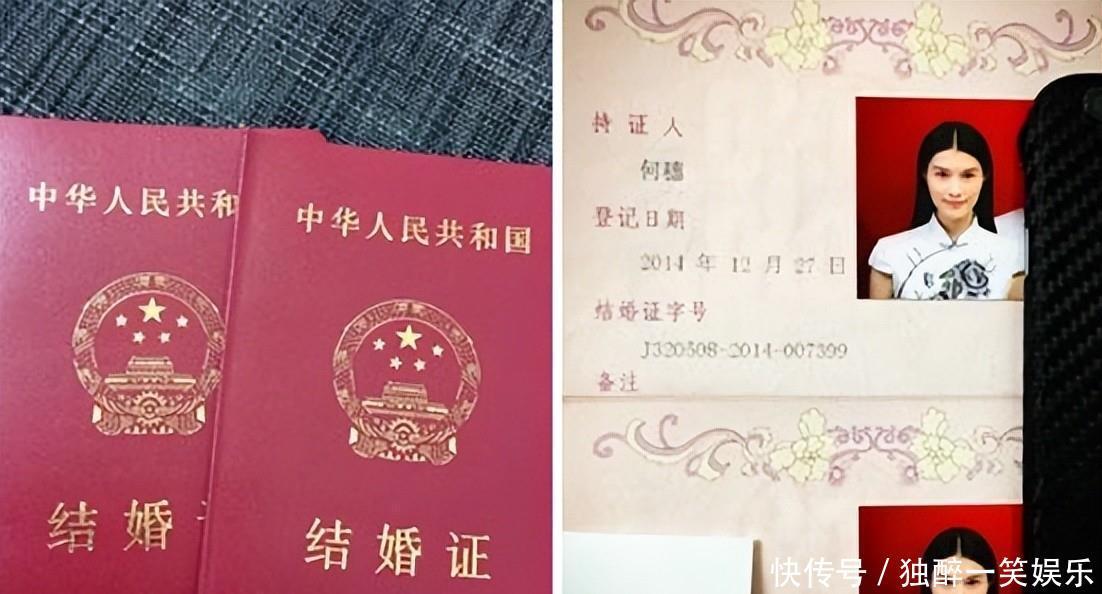 中华人民共和
结婚
中华人民共和国
结婚证
持证人
何穗
登记日期
2014 年 12 月 27 日
结婚证字号
J320508-2014-007399
备注
快传号 / 独醉一笑娱乐